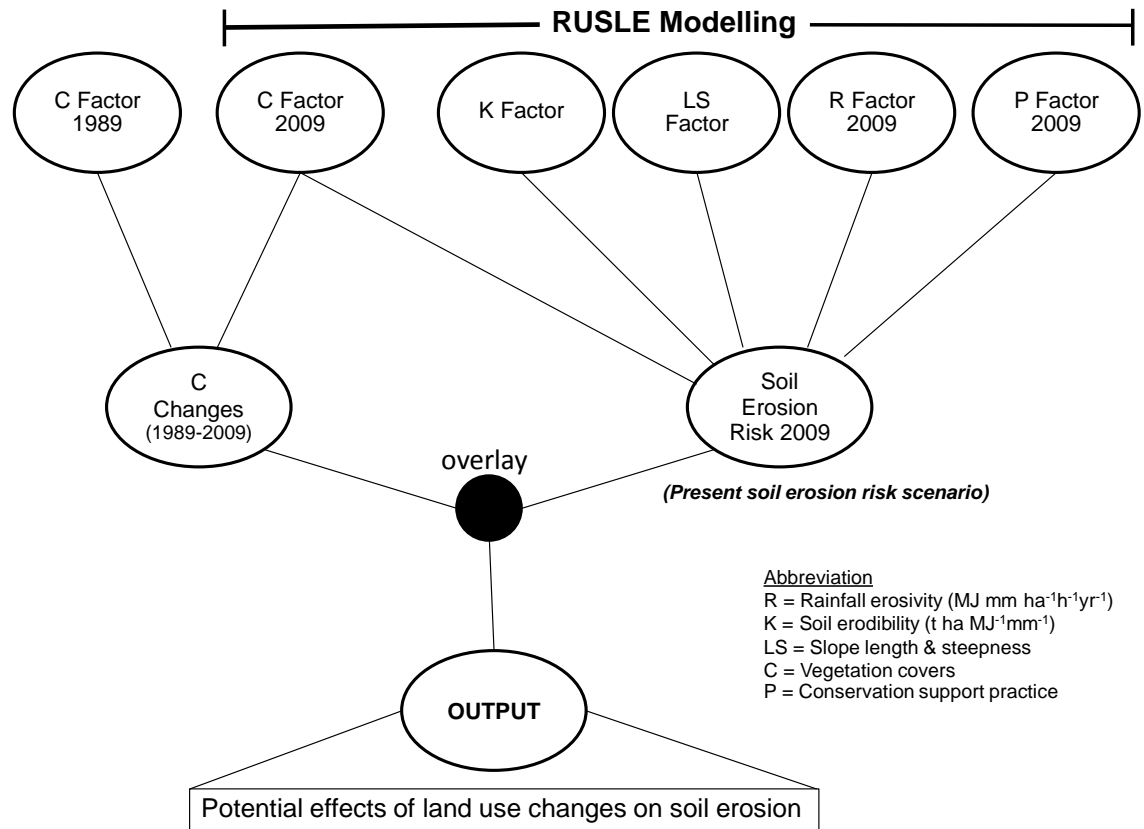 RUSLE Modelling
C Factor
1989
C Factor
2009
K Factor
LS
Factor
R Factor
2009
P Factor
2009
C
Changes
(1989-2009)
Soil
Erosion
Risk 2009
overlay
(Present soil erosion risk scenario)
Abbreviation
R = Rainfall erosivity (MJ mm ha⁻¹h⁻¹yr⁻¹)
K = Soil erodibility (t ha MJ⁻¹mm⁻¹)
LS = Slope length & steepness
C = Vegetation covers
P = Conservation support practice
OUTPUT
Potential effects of land use changes on soil erosion